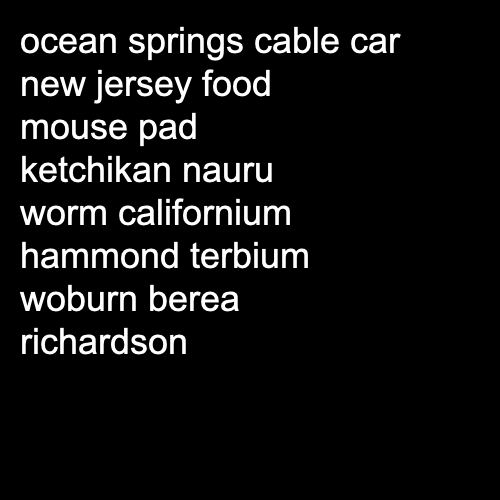 ocean springs cable car
new jersey food
mouse pad
ketchikan nauru
worm californium
hammond terbium
woburn berea
richardson